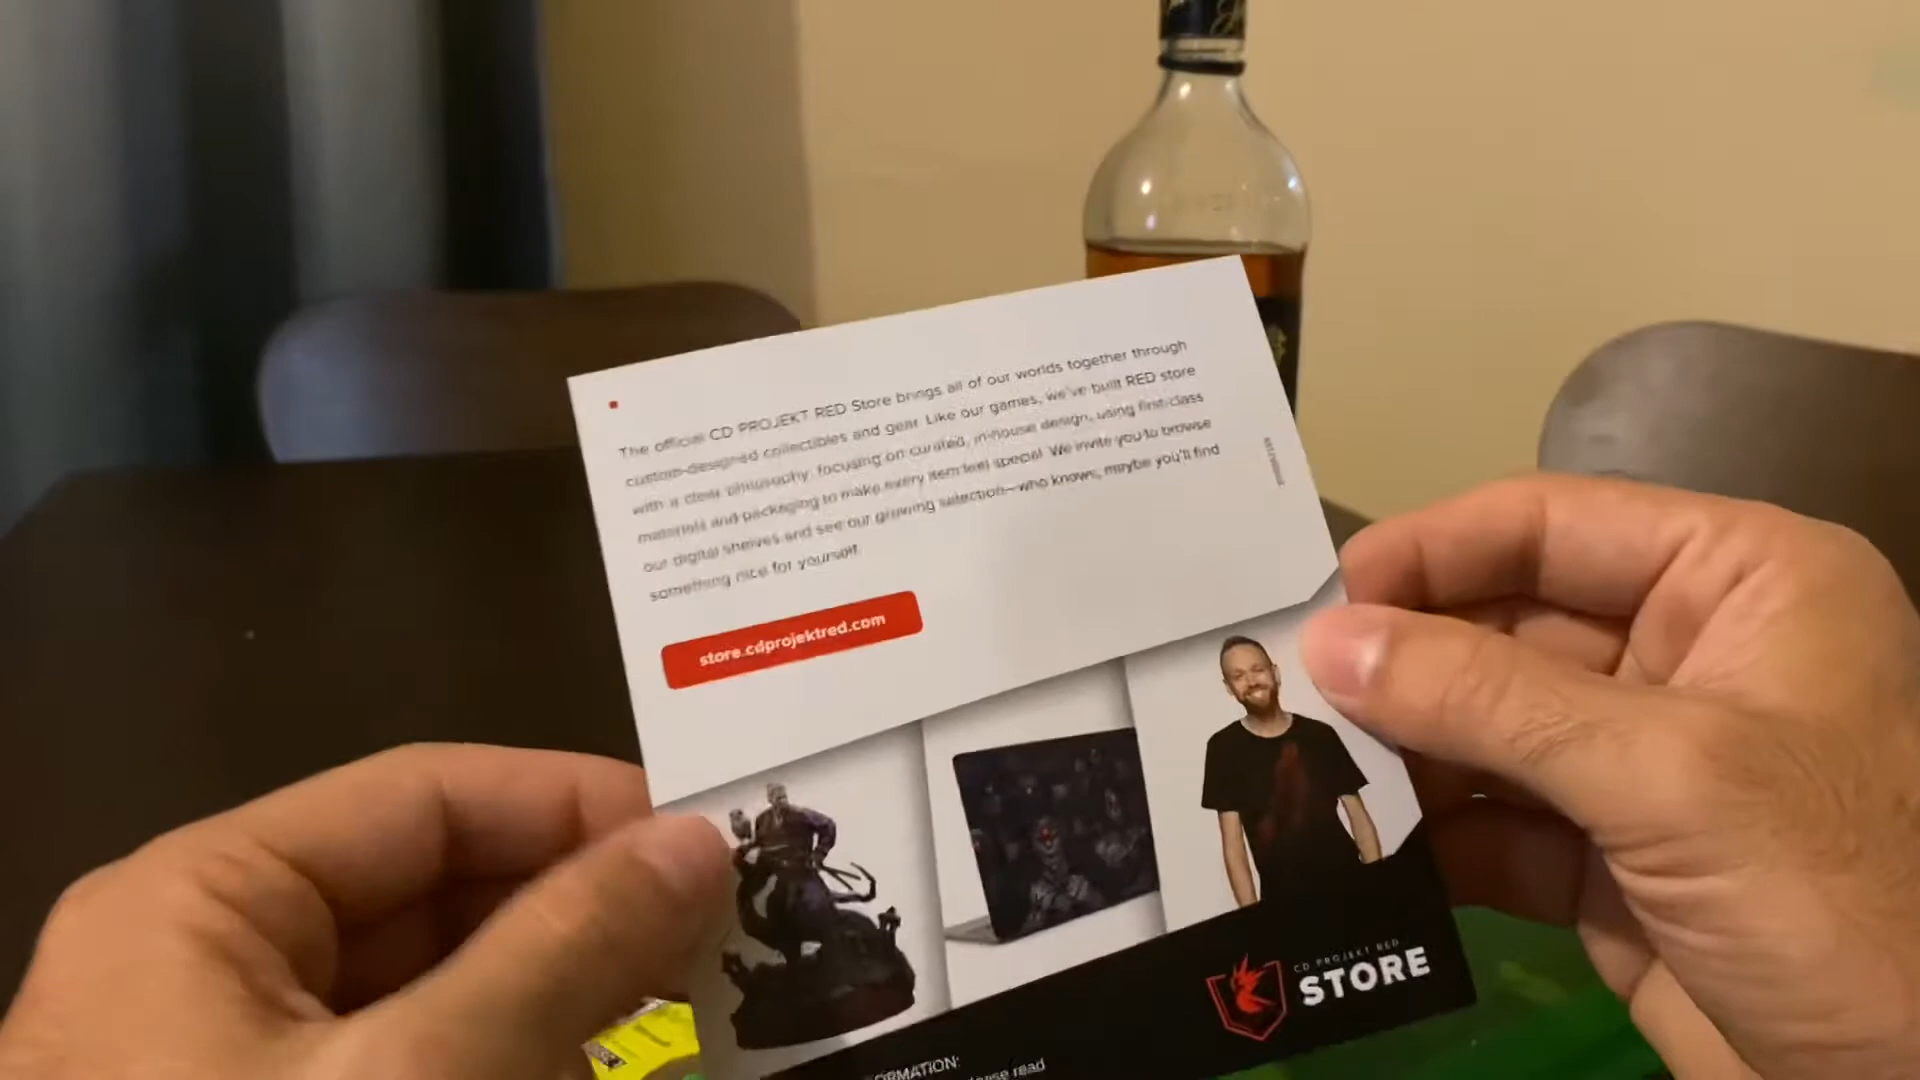 The official CD PROJEKT RED Store brings all of our worlds together through
custom-designed collectibles and gear. Like our games, we've built RED store
with a clear philosophy: focusing on curated, in-house design, using first-class
materials and packaging to make every item feel special. We invite you to browse
our digital shelves and see our growing selection—who knows, maybe you'll find
something nice for yourself.
store.cdprojektred.com
CD PROJEKT RED
STORE
ORMATION:
read